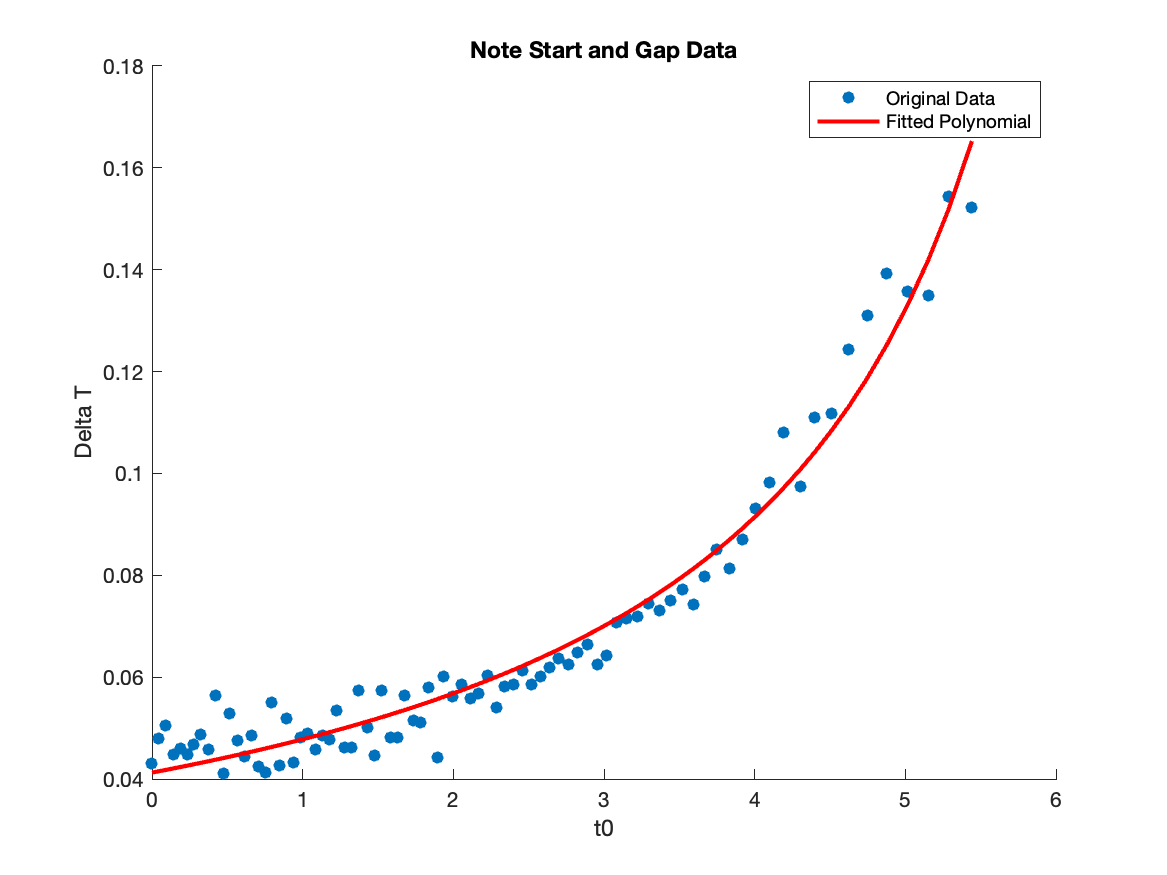 Note Start and Gap Data
0.18
0.16
0.14
0.12
0.1
0.08
0.06
0.04
Delta T
Original Data
Fitted Polynomial
0 1 2 3 4 5 6
t0